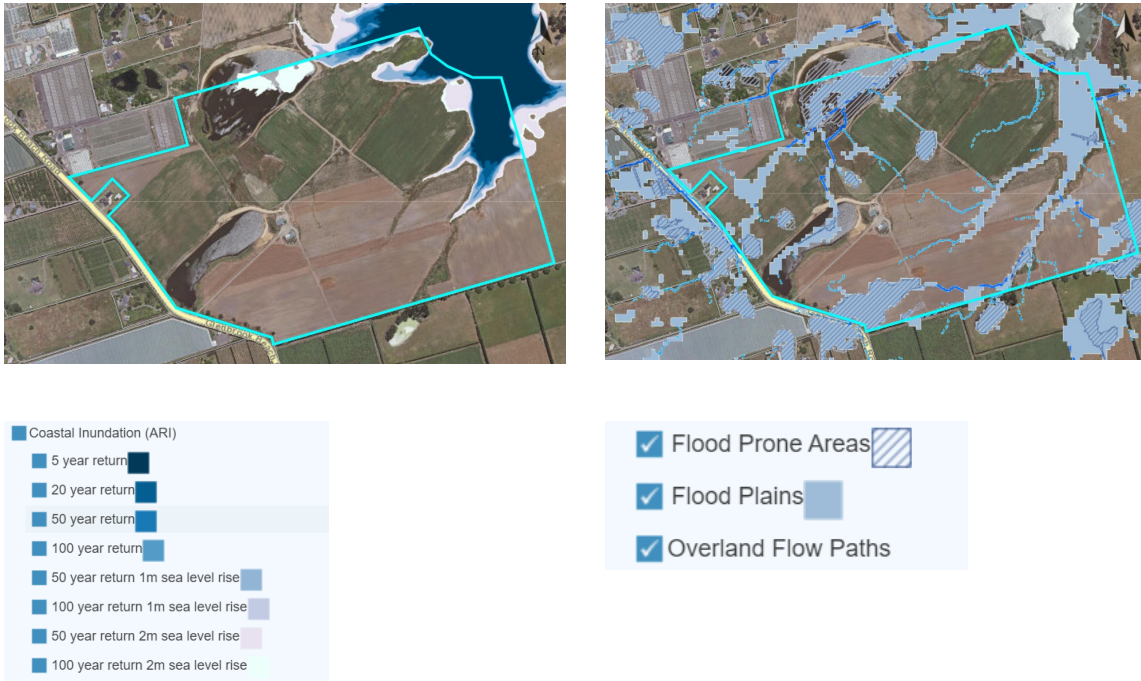 Coastal Inundation (ARI)
5 year return
20 year return
50 year return
100 year return
50 year return 1m sea level rise
100 year return 1m sea level rise
50 year return 2m sea level rise
100 year return 2m sea level rise
Flood Prone Areas
Flood Plains
Overland Flow Paths